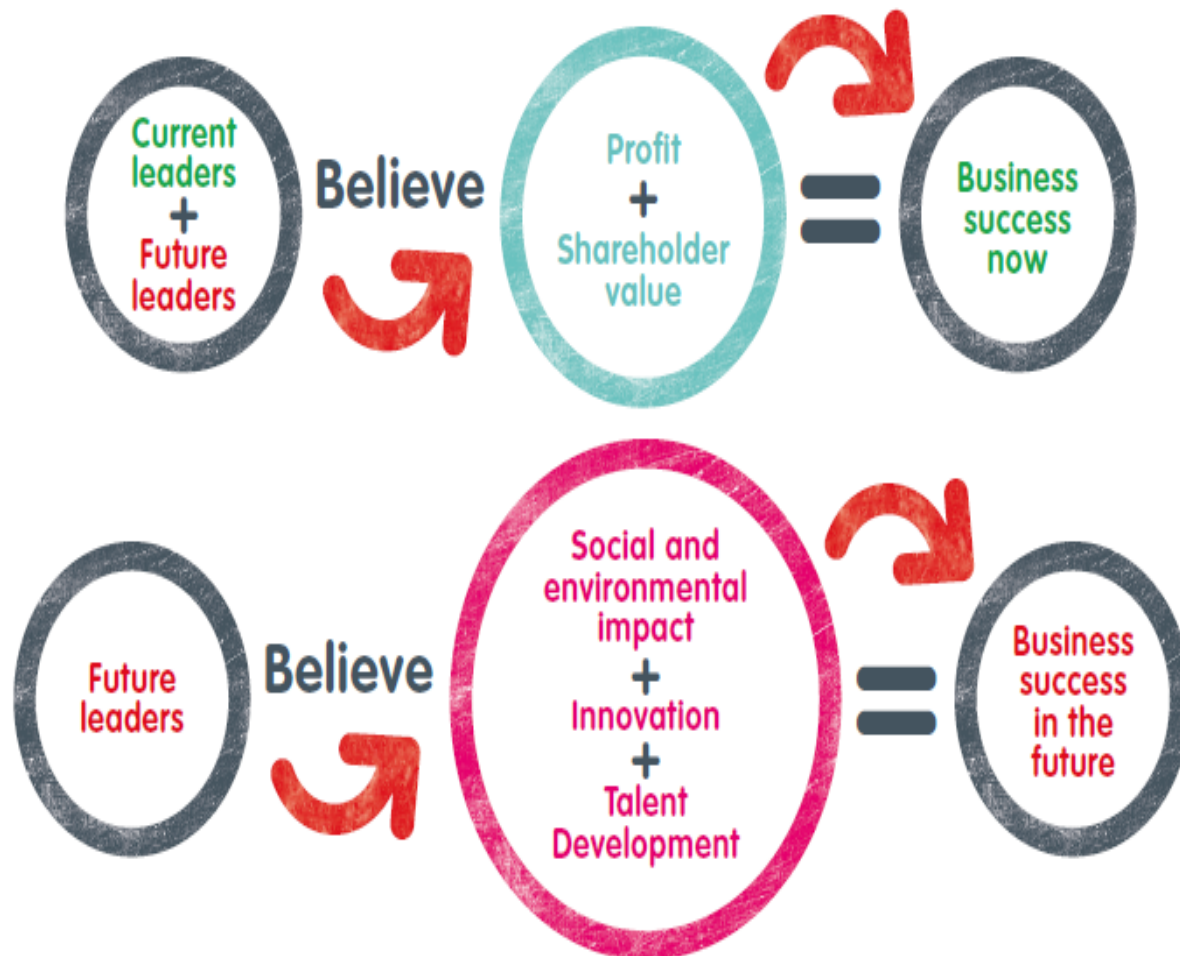 Current
leaders
+
Future
leaders
Believe
Profit
+
Shareholder
value
=
Business
success
now
Future
leaders
Believe
Social and
environmental
impact
+
Innovation
+
Talent
Development
=
Business
success
in the
future